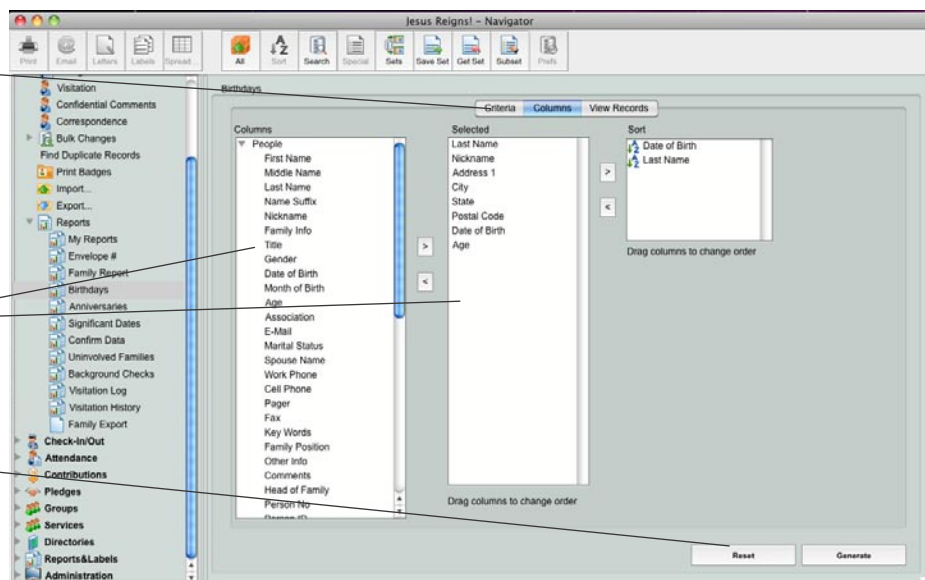 Jesus Reigns! – Navigator
Print Email Letters Labels Spread... All Sort Search Special Sets Save Set Get Set Subset Prefs
Visitation
Confidential Comments
Correspondence
Bulk Changes
Find Duplicate Records
Print Badges
Import...
Export...
Reports
My Reports
Envelope #
Family Report
Birthdays
Anniversaries
Significant Dates
Confirm Data
Uninvolved Families
Background Checks
Visitation Log
Visitation History
Family Export
Check-In/Out
Attendance
Contributions
Pledges
Groups
Services
Directories
Reports&Labels
Administration
Birthdays
Criteria Columns View Records
Columns
People
First Name
Middle Name
Last Name
Name Suffix
Nickname
Family Info
Title
Gender
Date of Birth
Month of Birth
Age
Association
E-Mail
Marital Status
Spouse Name
Work Phone
Cell Phone
Pager
Fax
Key Words
Family Position
Other Info
Comments
Head of Family
Person No
Person ID
>
<
Selected
Last Name
Nickname
Address 1
City
State
Postal Code
Date of Birth
Age
Drag columns to change order
>
<
Sort
Date of Birth
Last Name
Drag columns to change order
Reset Generate